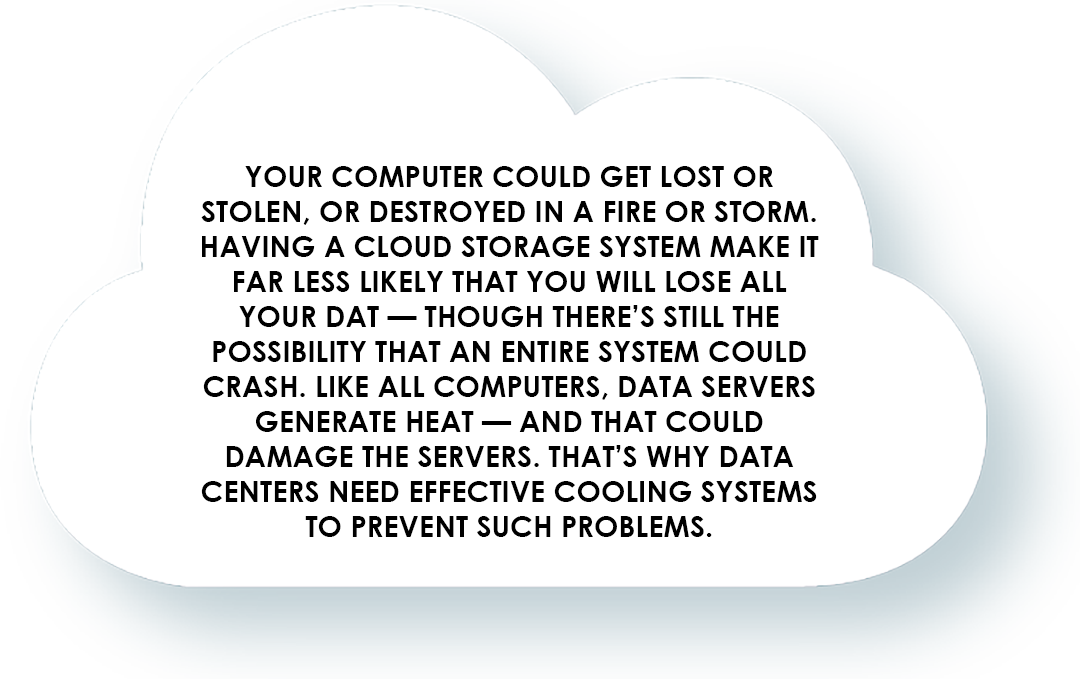 YOUR COMPUTER COULD GET LOST OR
STOLEN, OR DESTROYED IN A FIRE OR STORM.
HAVING A CLOUD STORAGE SYSTEM MAKE IT
FAR LESS LIKELY THAT YOU WILL LOSE ALL
YOUR DAT — THOUGH THERE’S STILL THE
POSSIBILITY THAT AN ENTIRE SYSTEM COULD
CRASH. LIKE ALL COMPUTERS, DATA SERVERS
GENERATE HEAT — AND THAT COULD
DAMAGE THE SERVERS. THAT’S WHY DATA
CENTERS NEED EFFECTIVE COOLING SYSTEMS
TO PREVENT SUCH PROBLEMS.